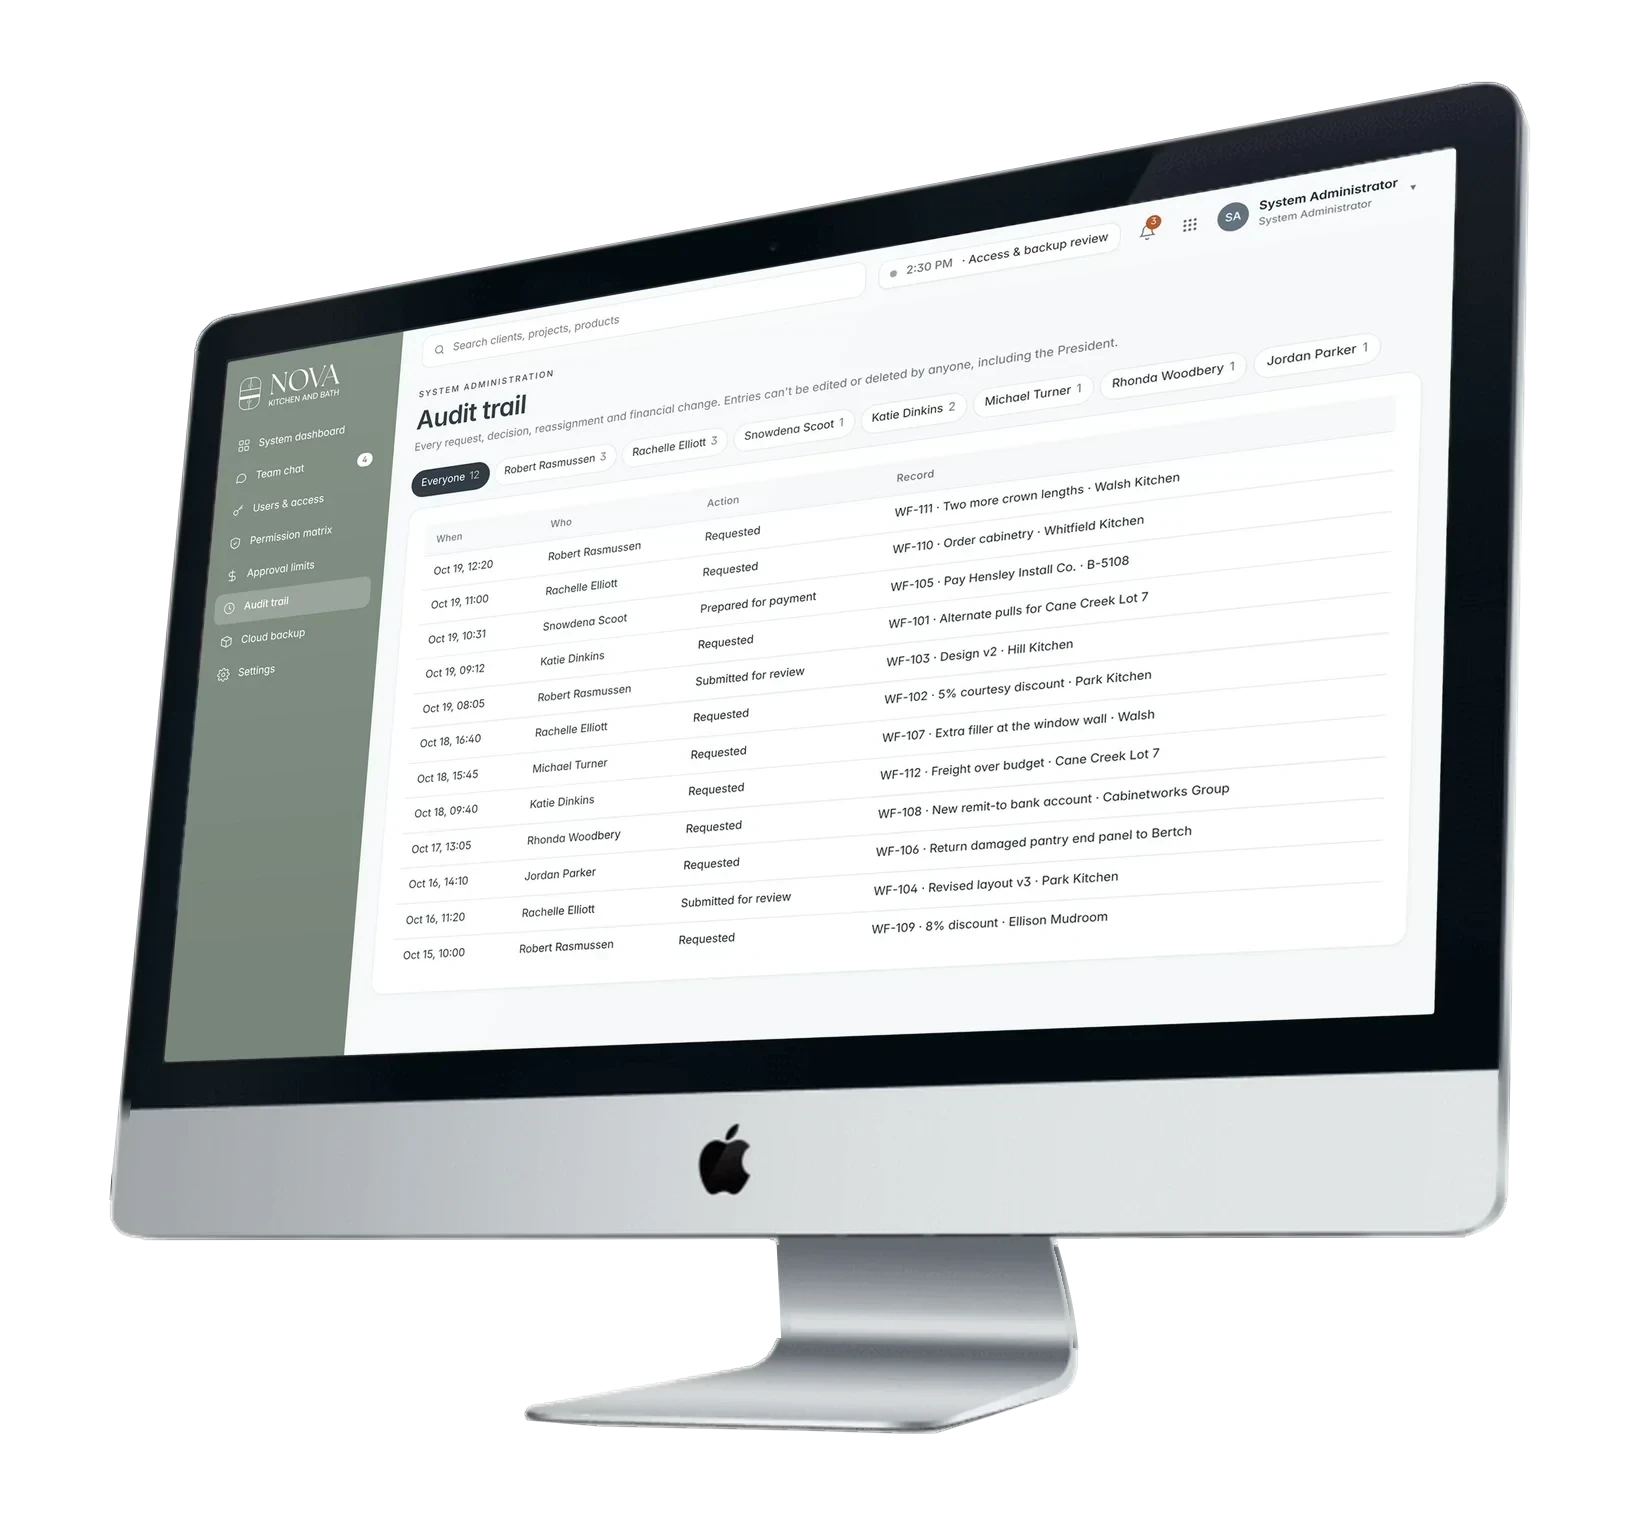 NOVA
KITCHEN AND BATH
System dashboard
Team chat 4
Users & access
Permission matrix
Approval limits
Audit trail
Cloud backup
Settings
Search clients, projects, products
2:30 PM · Access & backup review
3
SA
System Administrator
System Administrator
SYSTEM ADMINISTRATION
Audit trail
Every request, decision, reassignment and financial change. Entries can't be edited or deleted by anyone, including the President.
Everyone 12 Robert Rasmussen 3 Rachelle Elliott 3 Snowdena Scoot 1 Katie Dinkins 2 Michael Turner 1 Rhonda Woodbery 1 Jordan Parker 1
When Who Action Record
Oct 19, 12:20 Robert Rasmussen Requested WF-111 · Two more crown lengths · Walsh Kitchen
Oct 19, 11:00 Rachelle Elliott Requested WF-110 · Order cabinetry · Whitfield Kitchen
Oct 19, 10:31 Snowdena Scoot Prepared for payment WF-105 · Pay Hensley Install Co. · B-5108
Oct 19, 09:12 Katie Dinkins Requested WF-101 · Alternate pulls for Cane Creek Lot 7
Oct 19, 08:05 Robert Rasmussen Submitted for review WF-103 · Design v2 · Hill Kitchen
Oct 18, 16:40 Rachelle Elliott Requested WF-102 · 5% courtesy discount · Park Kitchen
Oct 18, 15:45 Michael Turner Requested WF-107 · Extra filler at the window wall · Walsh
Oct 18, 09:40 Katie Dinkins Requested WF-112 · Freight over budget · Cane Creek Lot 7
Oct 17, 13:05 Rhonda Woodbery Requested WF-108 · New remit-to bank account · Cabinetworks Group
Oct 16, 14:10 Jordan Parker Requested WF-106 · Return damaged pantry end panel to Bertch
Oct 16, 11:20 Rachelle Elliott Submitted for review WF-104 · Revised layout v3 · Park Kitchen
Oct 15, 10:00 Robert Rasmussen Requested WF-109 · 8% discount · Ellison Mudroom